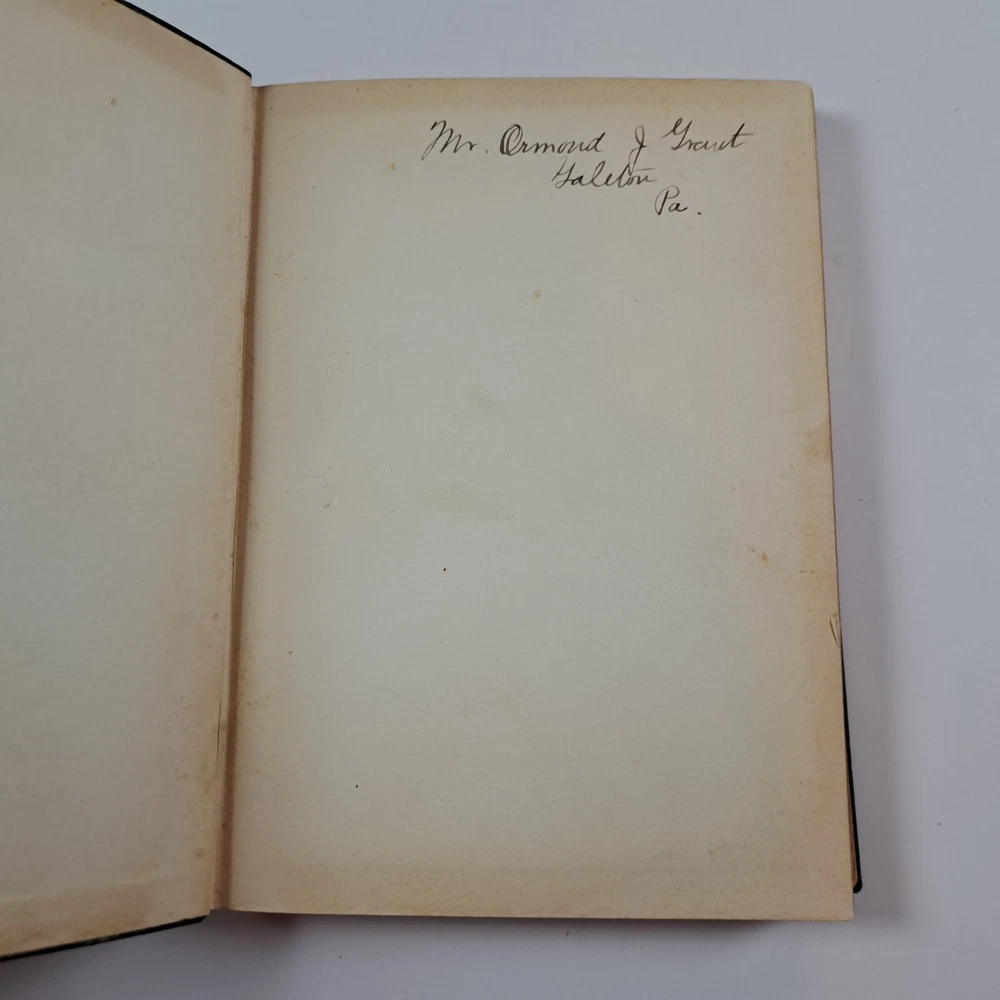 Mr. Ormond J Grant
Galeton
Pa.